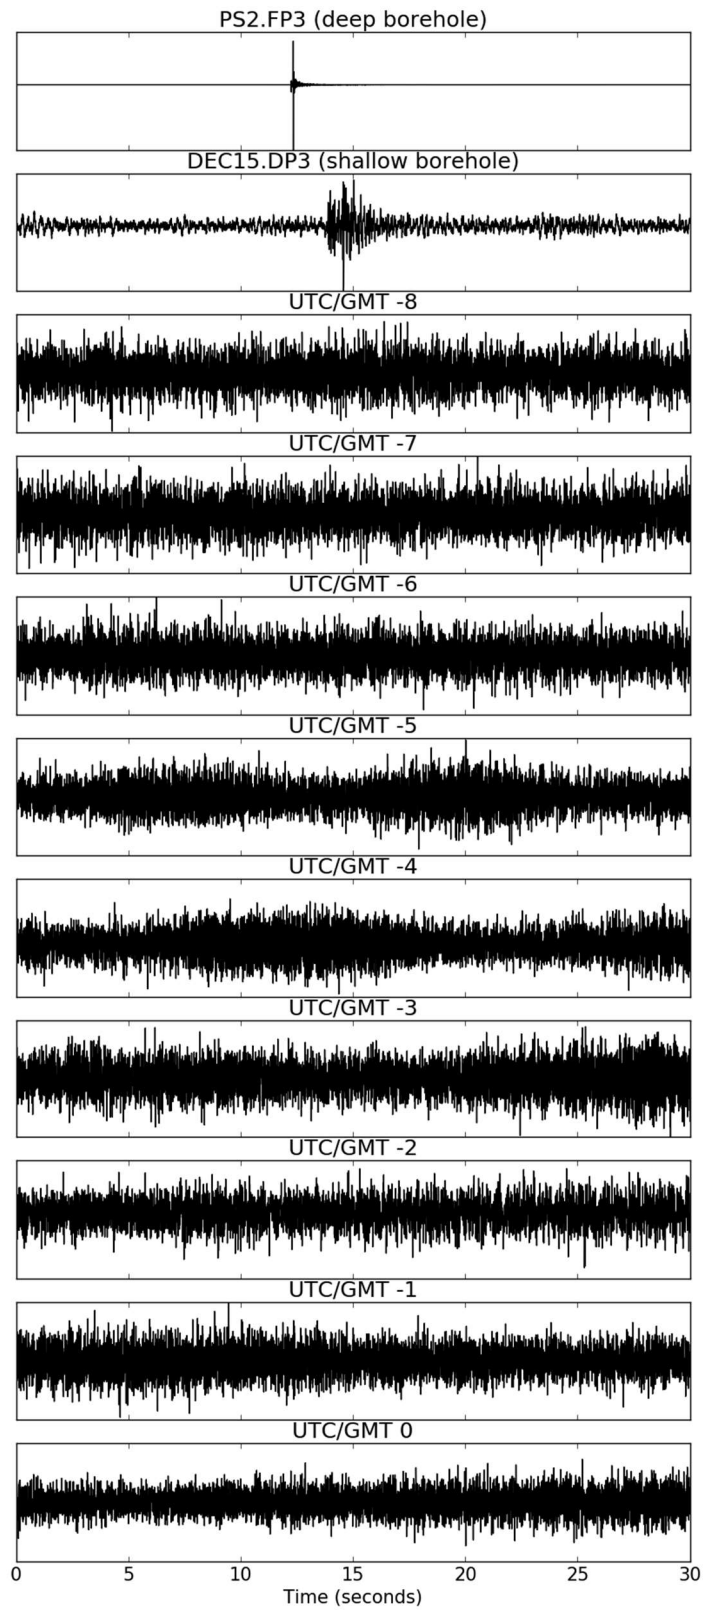 PS2.FP3 (deep borehole)
DEC15.DP3 (shallow borehole)
UTC/GMT -8
UTC/GMT -7
UTC/GMT -6
UTC/GMT -5
UTC/GMT -4
UTC/GMT -3
UTC/GMT -2
UTC/GMT -1
UTC/GMT 0
0 5 10 15 20 25 30
Time (seconds)